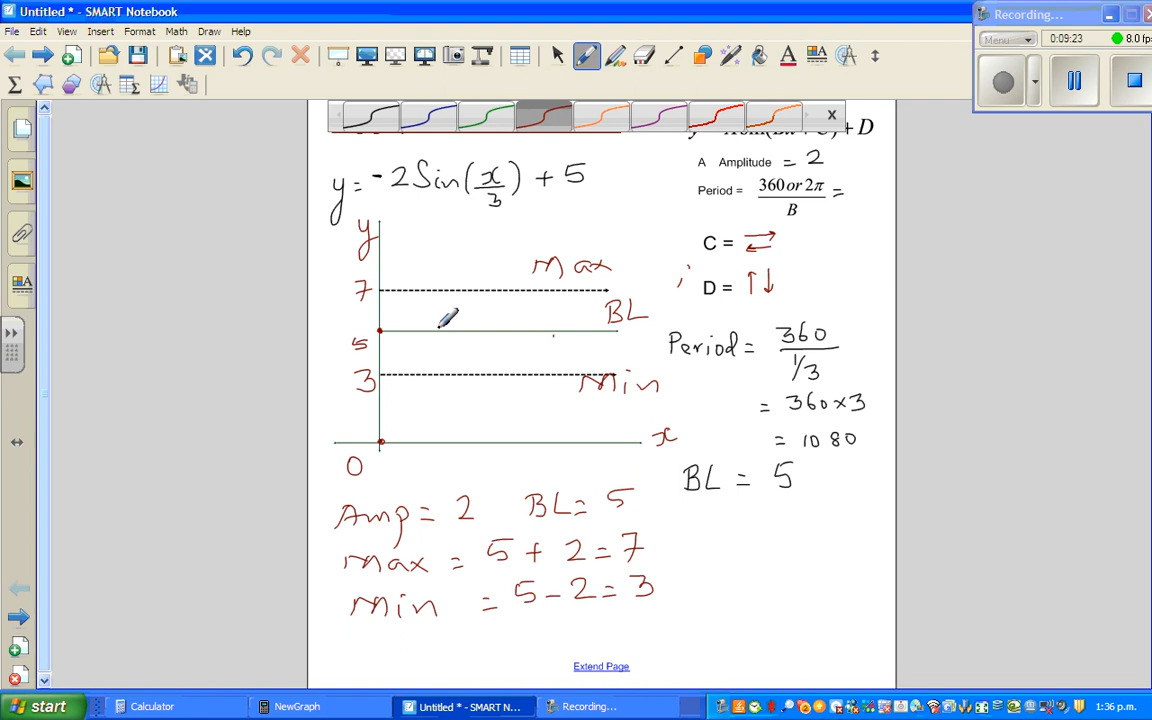 Untitled * - SMART Notebook
Recording...
File Edit View Insert Format Math Draw Help
Menu
0:09:23
8.0 fp
+ D
A Amplitude = 2
Period = 360 or 2π / B =
y = -2Sin(x/3) + 5
C =
D =
y
max
7
BL
5
3
min
x
0
Period = 360 / 1/3
= 360 × 3
= 1080
BL = 5
Amp = 2 BL = 5
max = 5 + 2 = 7
min = 5 - 2 = 3
Extend Page
start
Calculator
NewGraph
Untitled * - SMART N...
Recording...
1:36 p.m.